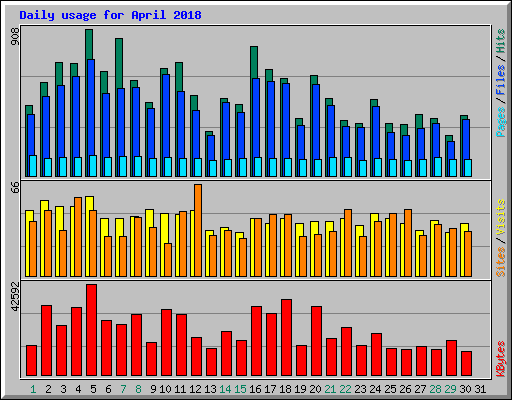 Daily usage for April 2018
908
Pages/Files/Hits
66
Sites/Visits
42592
KBytes
1 2 3 4 5 6 7 8 9 10 11 12 13 14 15 16 17 18 19 20 21 22 23 24 25 26 27 28 29 30 31